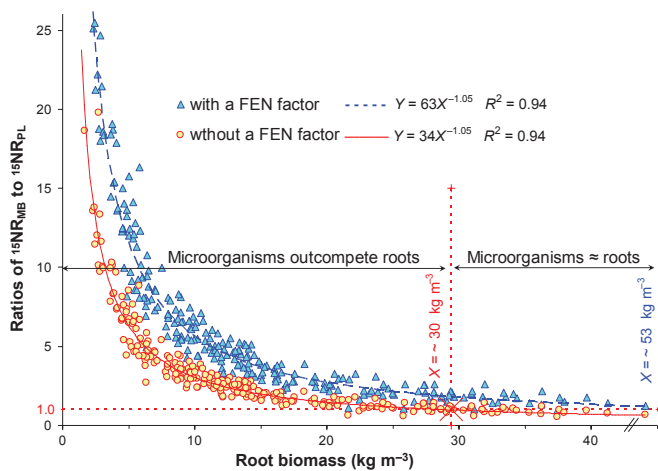 25
20
15
10
5
1.0
0
Ratios of ¹⁵NR_MB to ¹⁵NR_PL
with a FEN factor
Y = 63X^−1.05 R² = 0.94
wthout a FEN factor
Y = 34X^−1.05 R² = 0.94
Microorganisms outcompete roots
Microorganisms ≈ roots
X = ~ 30 kg m⁻³
X = ~ 53 kg m⁻³
0 10 20 30 40
Root biomass (kg m⁻³)